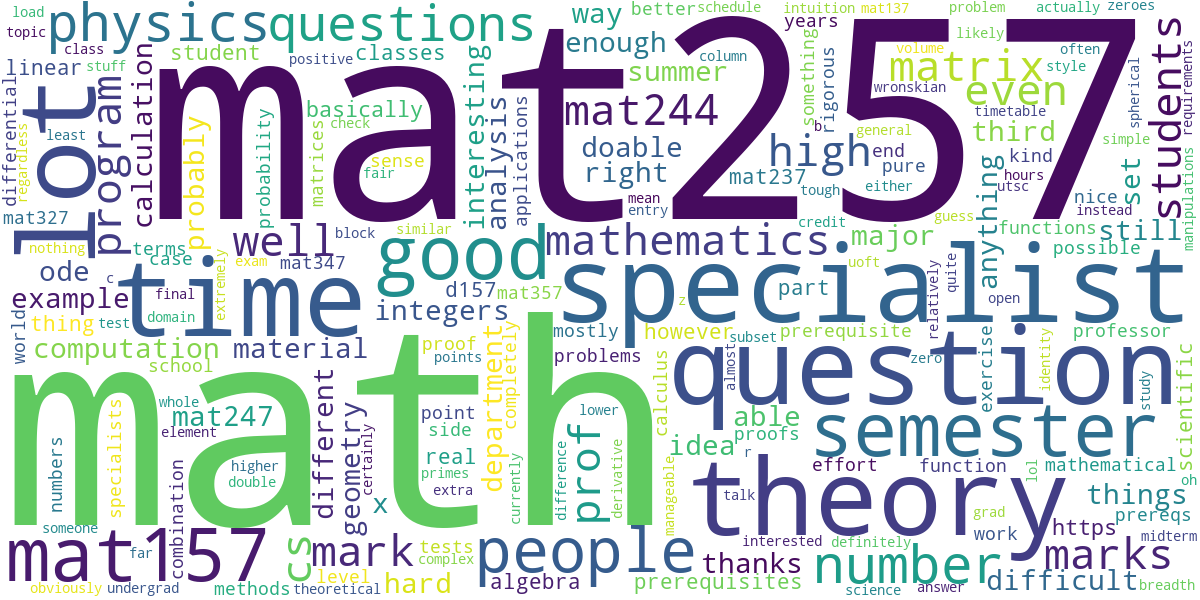 load
topic
physics
questions
way
better
schedule
intuition
mat137
problem
actually
zeroes
class
stuff
student
positive
classes
enough
column
years
likely
often
linear
basically
summer
something
volume
matrix
style
even
students
requirements
differential
regardless
lot
program
calculation
mat257
probably
probability
matrices
check
sense
fair
interesting
analysis
applications
mat244
doable
right
mean
entry
b
rigorous
wronskian
general
high
end
pure
mat237
tough
either
timetable
third
simple
spherical
kind
hours
utsc
nice
instead
set
anything
manipulations
mat327
nothing
terms
case
exam
well
block
similar
mat347
good
mathematics
credit
guess
major
functions
still
possible
uoft
ode
c
example
final
domain
time
extremely
d157
mat357
integers
specialist
part
z
quite
relatively
open
thing
test
world
computation
material
school
proof
points
completely
mostly
problems
however
subset
prerequisite
zero
professor
almost
question
exercise
identity
study
scientific
math
whole
mat247
element
specialists
numbers
higher
double
different
geometry
certainly
point
side
real
primes
extra
x
department
currently
difference
prof
lower
derivative
calculus
manageable
idea
able
proofs
r
semester
effort
function
lol
mathematical
oh
things
prereqs
theory
talk
grad
work
https
midterm
interested
definitely
someone
mat157
far
combination
obviously
undergrad
methods
cs
theoretical
mark
level
tests
complex
hard
people
algebra
thanks
prerequisites
number
science
answer
difficult
marks
breadth